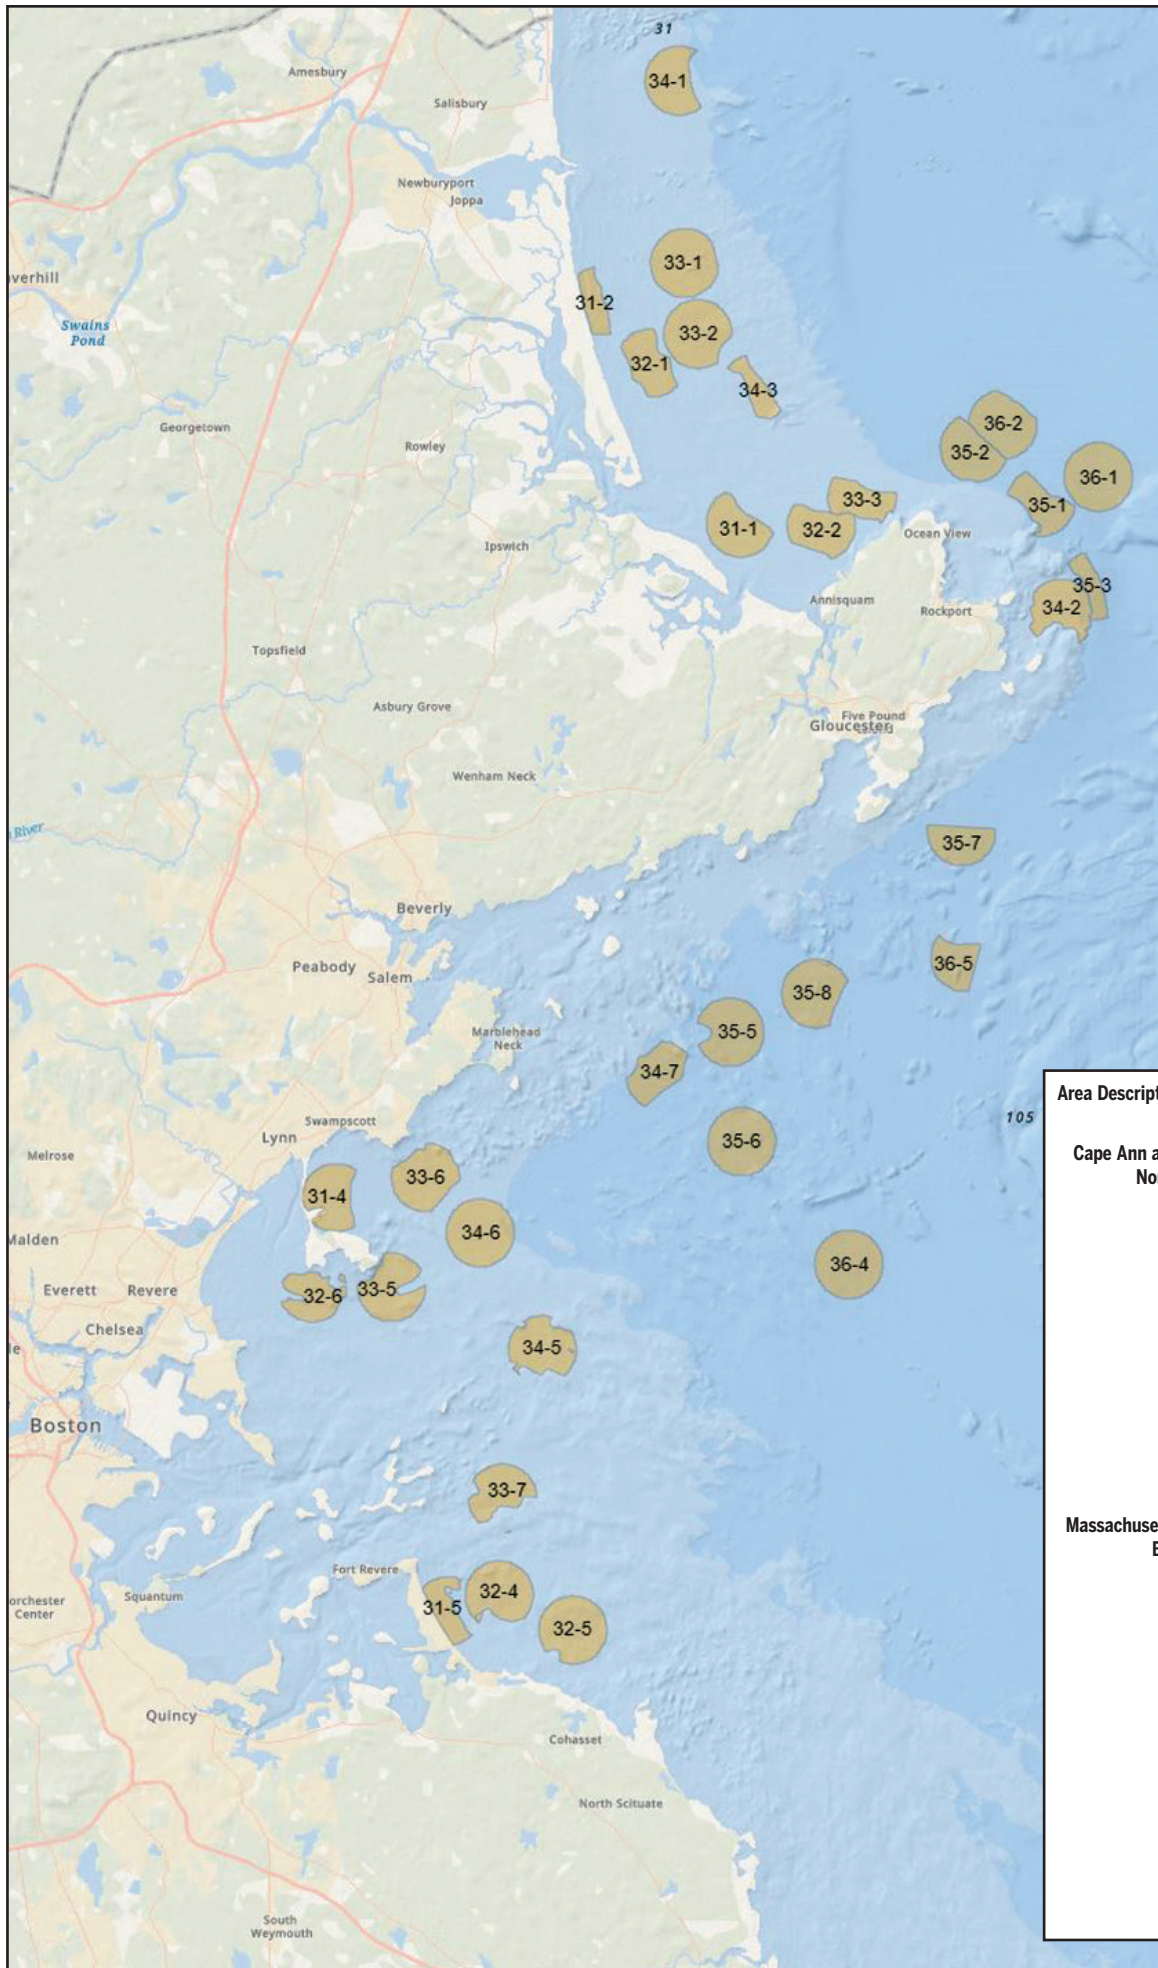 31
34-1
Amesbury
Salisbury
Newburyport
Joppa
33-1
averhill
31-2
Swains
Pond
33-2
32-1
34-3
36-2
Georgetown
Rowley
35-2
36-1
33-3
35-1
31-1
32-2
Ocean View
Ipswich
35-3
Annisquam
34-2
Rockport
Topsfield
Asbury Grove
Five Pound
Gloucester
Wenham Neck
River
35-7
Beverly
36-5
Peabody
Salem
35-8
35-5
Marblehead
Neck
34-7
Area Descript
105
Swampscott
Lynn
35-6
Melrose
Cape Ann a
Nor
33-6
31-4
34-6
Malden
36-4
Everett
Revere
32-6
33-5
Chelsea
34-5
le
Boston
33-7
Massachuse
B
Fort Revere
32-4
Squantum
31-5
orchester
Center
32-5
Quincy
Cohasset
North Scituate
South
Weymouth